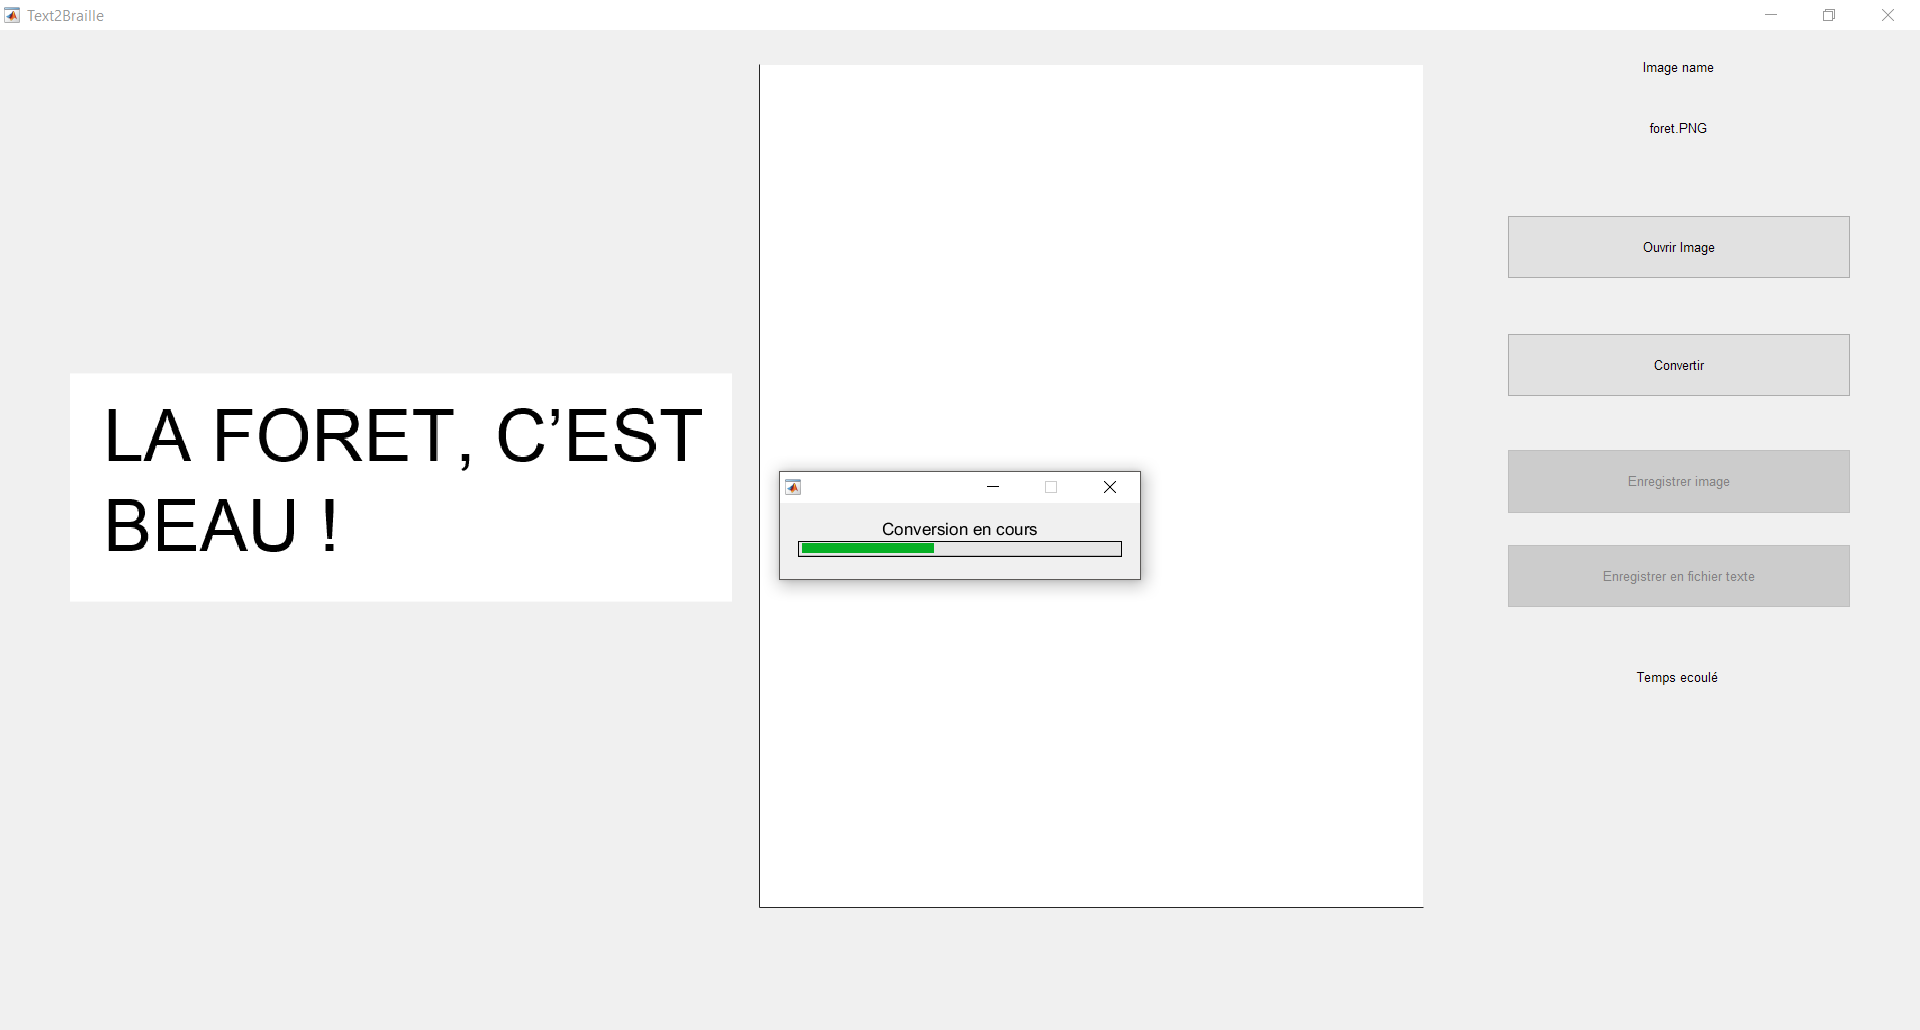 Text2Braille
LA FORET, C’EST
BEAU !
Conversion en cours
Image name
foret.PNG
Ouvrir Image
Convertir
Enregistrer image
Enregistrer en fichier texte
Temps ecoulé